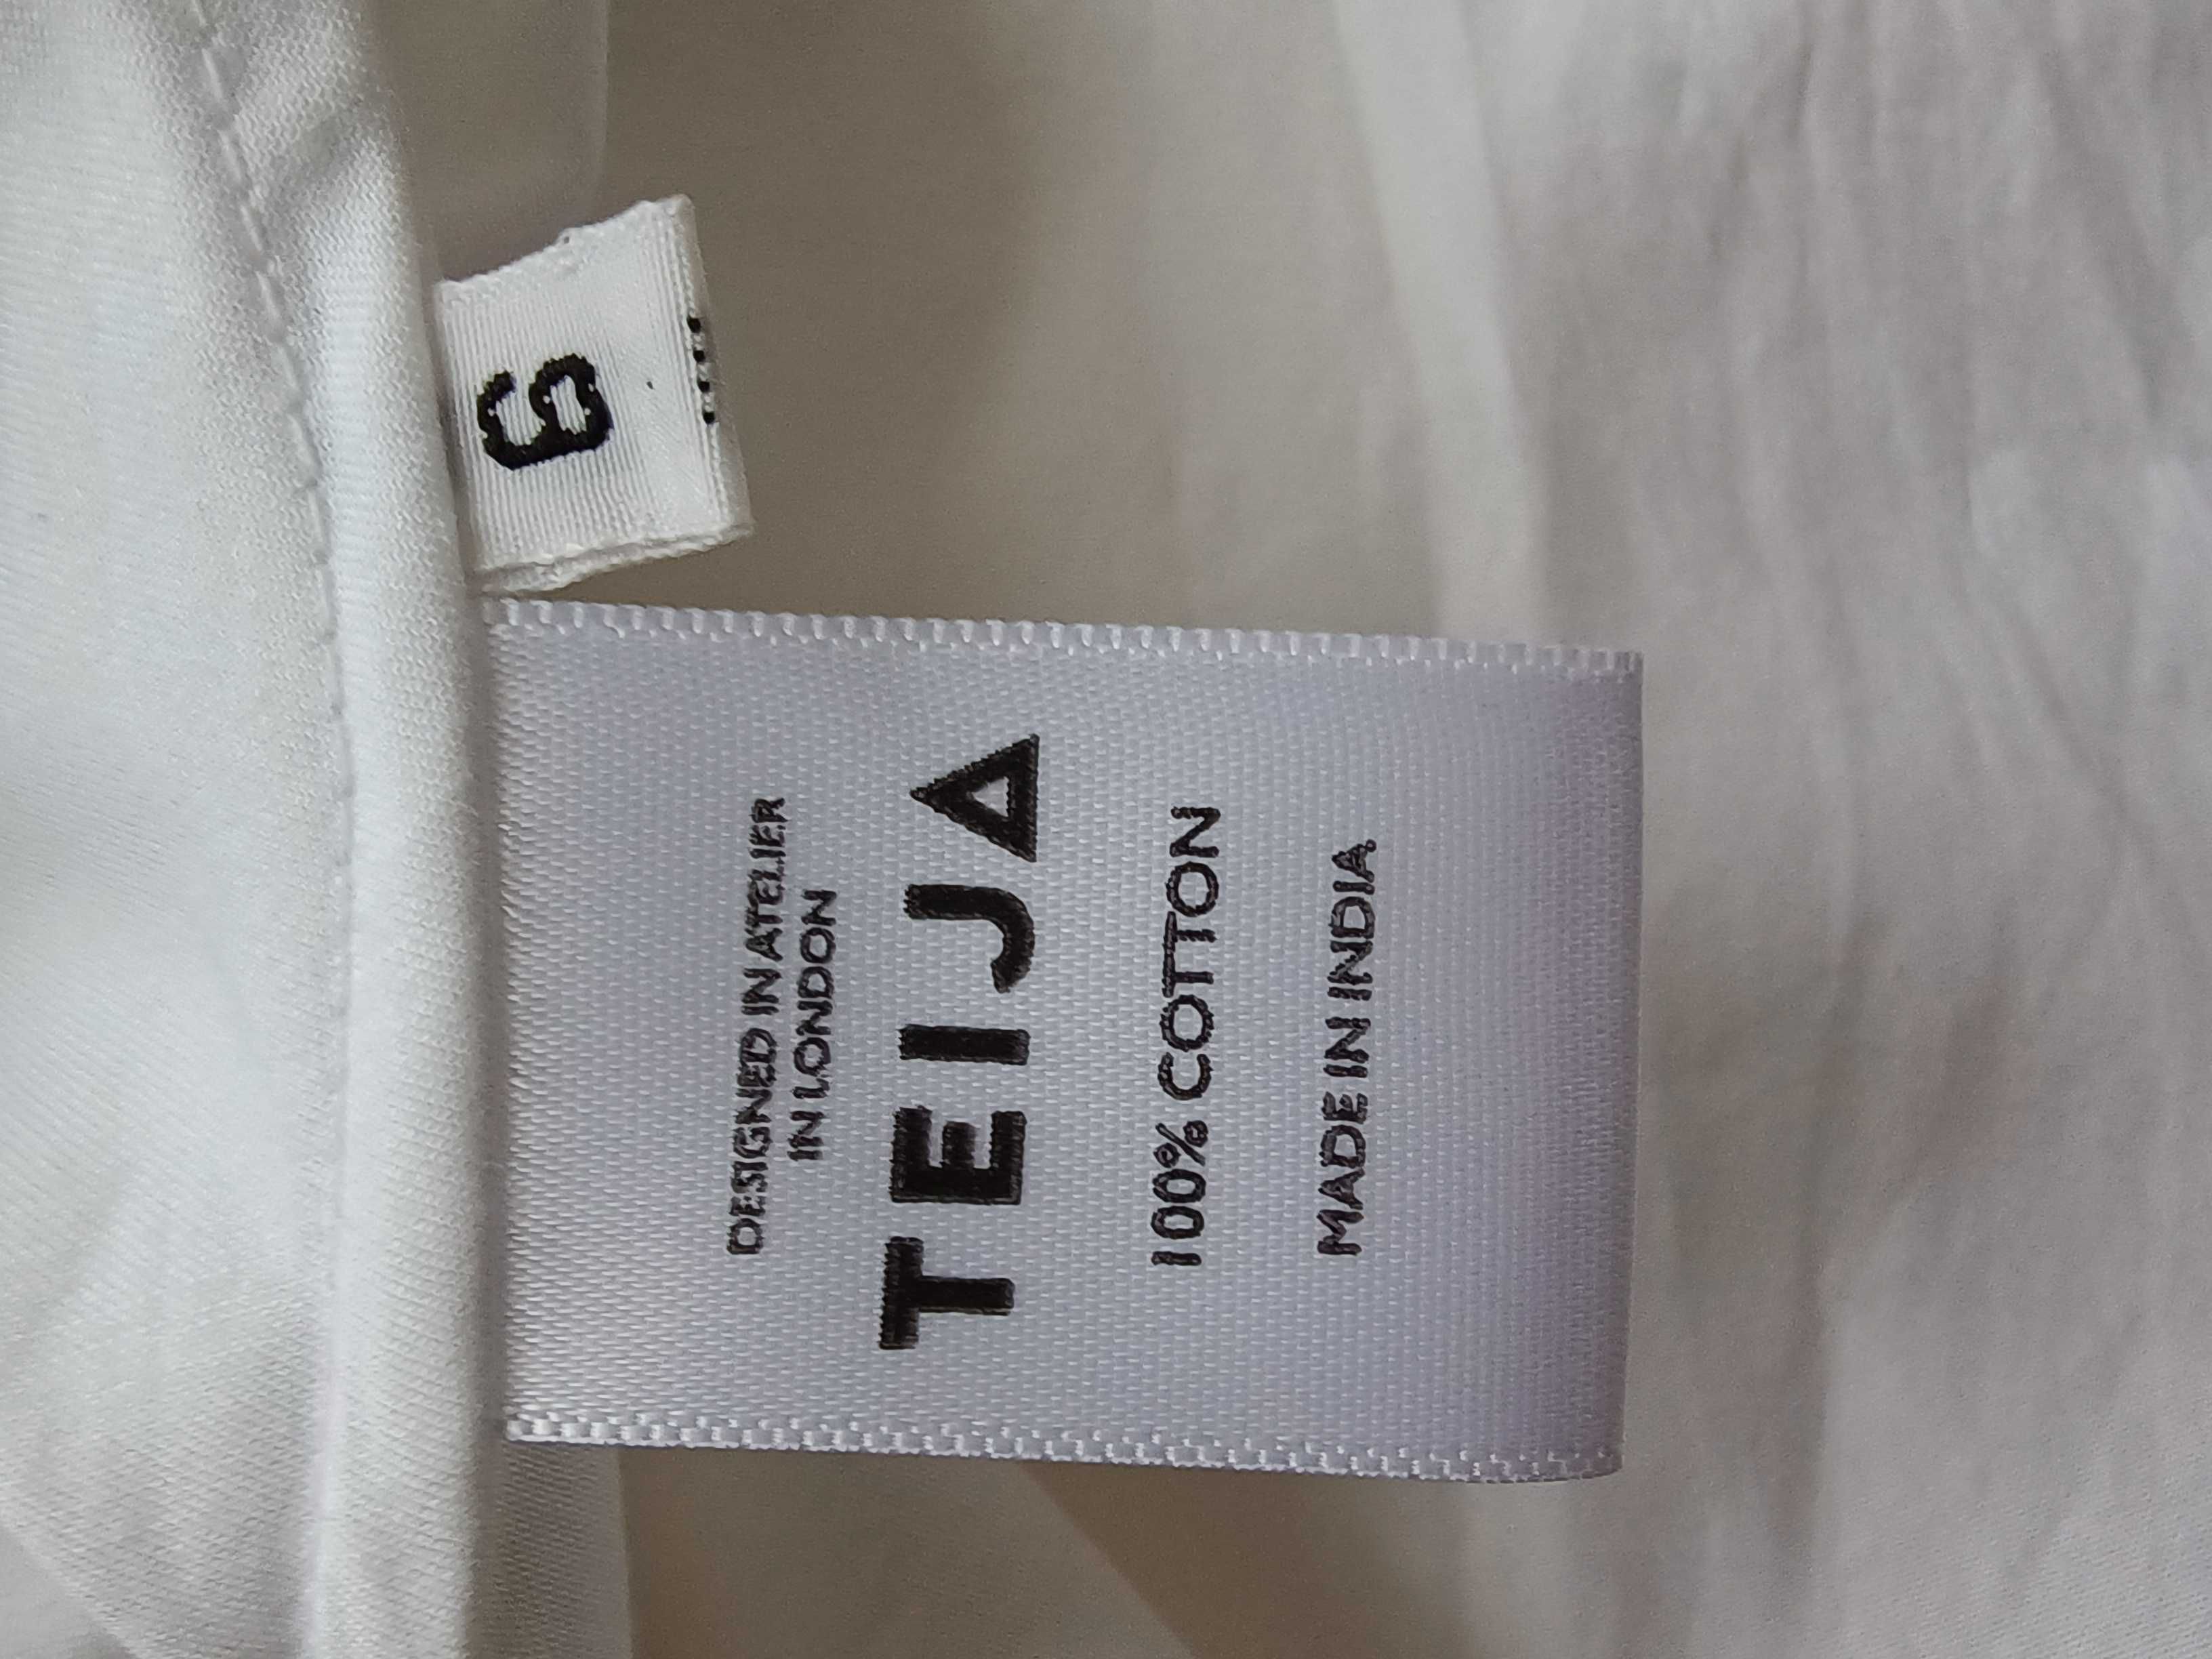 6
DESIGNED IN ATELIER
IN LONDON
TEIJA
100% COTTON
MADE IN INDIA